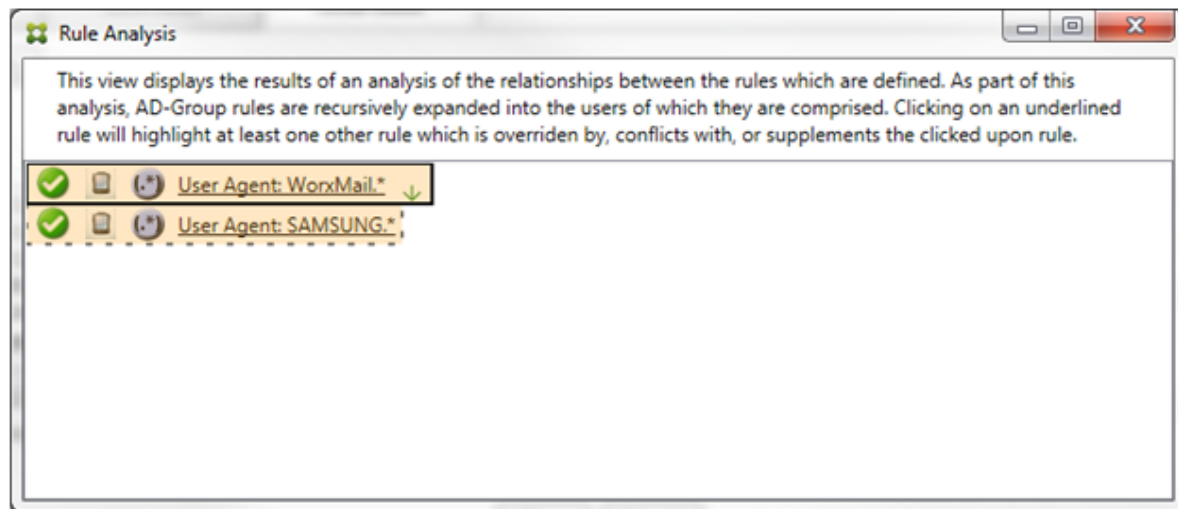 Rule Analysis
This view displays the results of an analysis of the relationships between the rules which are defined. As part of this
analysis, AD-Group rules are recursively expanded into the users of which they are comprised. Clicking on an underlined
rule will highlight at least one other rule which is overriden by, conflicts with, or supplements the clicked upon rule.
(.*) User Agent: WorxMail.*
(.*) User Agent: SAMSUNG.*